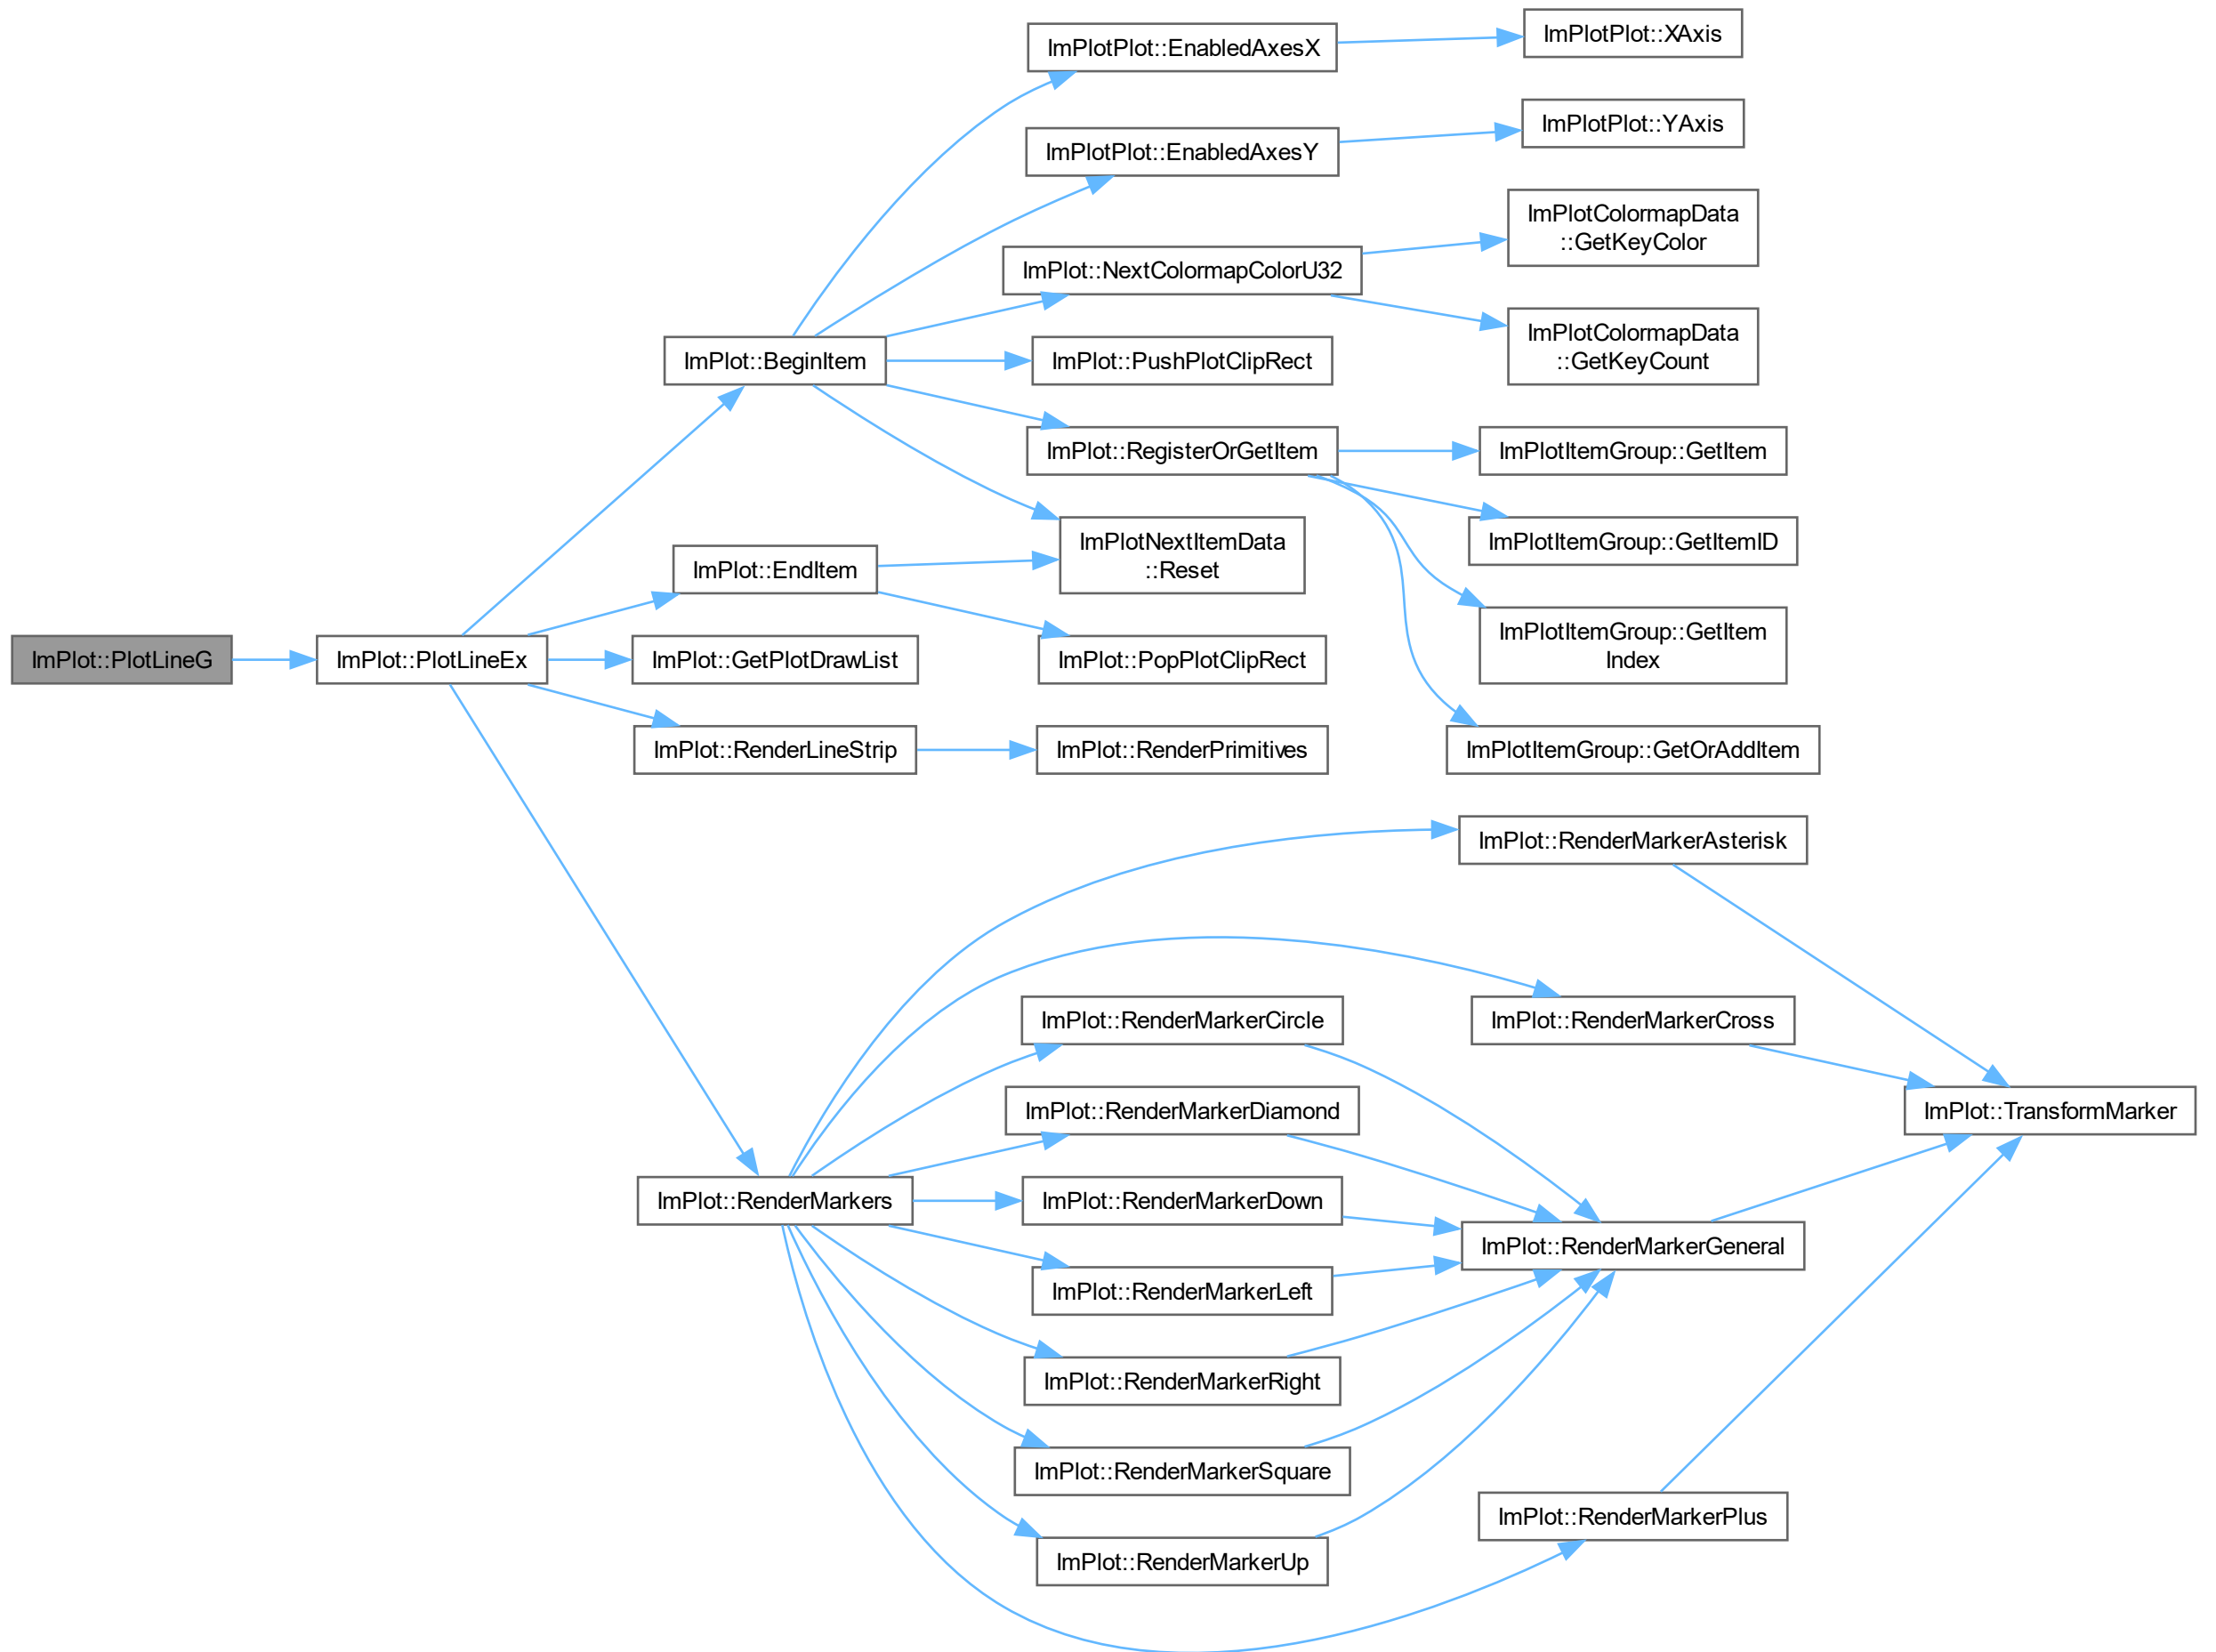 ImPlot::PlotLineG
ImPlot::PlotLineEx
ImPlot::BeginItem
ImPlot::EndItem
ImPlot::GetPlotDrawList
ImPlot::RenderLineStrip
ImPlot::RenderMarkers
ImPlotPlot::EnabledAxesX
ImPlotPlot::EnabledAxesY
ImPlot::NextColormapColorU32
ImPlot::PushPlotClipRect
ImPlot::RegisterOrGetItem
ImPlotNextItemData
::Reset
ImPlot::PopPlotClipRect
ImPlot::RenderPrimitives
ImPlot::RenderMarkerCircle
ImPlot::RenderMarkerDiamond
ImPlot::RenderMarkerDown
ImPlot::RenderMarkerLeft
ImPlot::RenderMarkerRight
ImPlot::RenderMarkerSquare
ImPlot::RenderMarkerUp
ImPlotPlot::XAxis
ImPlotPlot::YAxis
ImPlotColormapData
::GetKeyColor
ImPlotColormapData
::GetKeyCount
ImPlotItemGroup::GetItem
ImPlotItemGroup::GetItemID
ImPlotItemGroup::GetItem
Index
ImPlotItemGroup::GetOrAddItem
ImPlot::RenderMarkerAsterisk
ImPlot::RenderMarkerCross
ImPlot::RenderMarkerGeneral
ImPlot::RenderMarkerPlus
ImPlot::TransformMarker